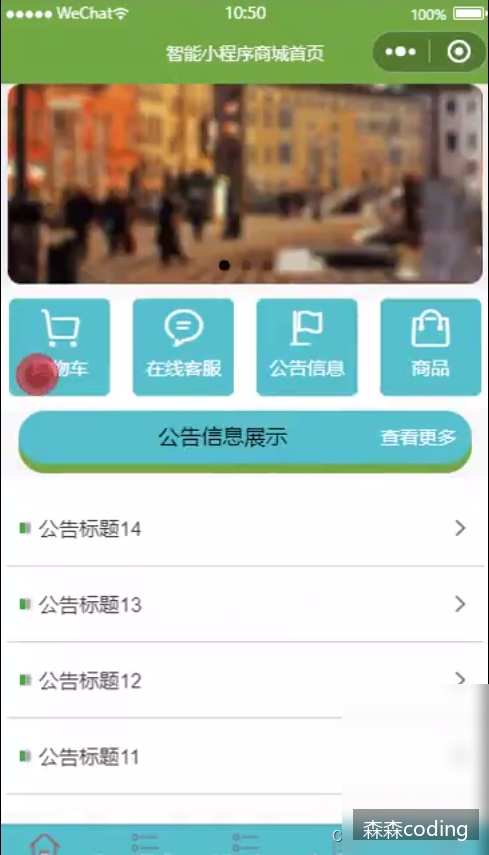 WeChat 10:50 100%
智能小程序商城首页
物车 在线客服 公告信息 商品
公告信息展示 查看更多
公告标题14
公告标题13
公告标题12
公告标题11
森森coding